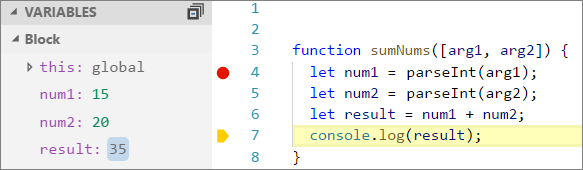 VARIABLES
Block
this: global
num1: 15
num2: 20
result: 35
1
2
3 function sumNums([arg1, arg2]) {
4 let num1 = parseInt(arg1);
5 let num2 = parseInt(arg2);
6 let result = num1 + num2;
7 console.log(result);
8 }